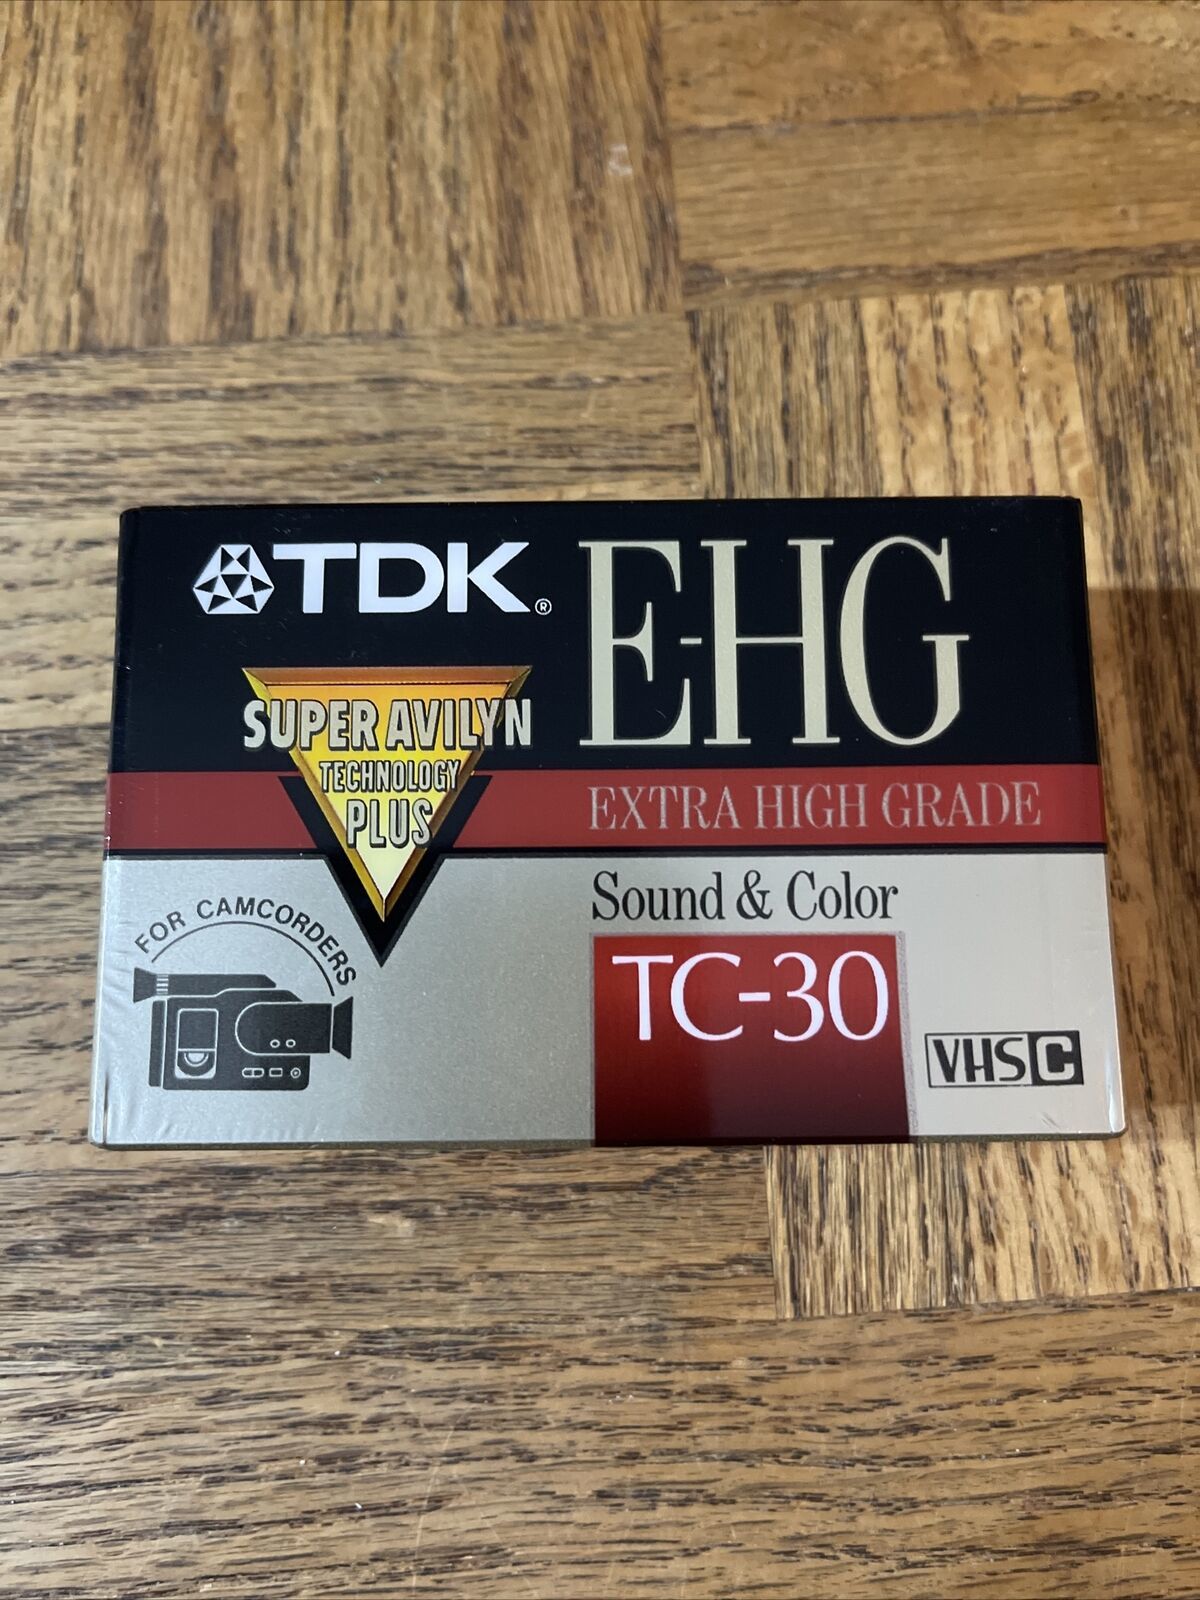 TDK®
E-HG
SUPER AVILYN
TECHNOLOGY
PLUS
EXTRA HIGH GRADE
Sound & Color
FOR CAMCORDERS
TC-30
VHS C